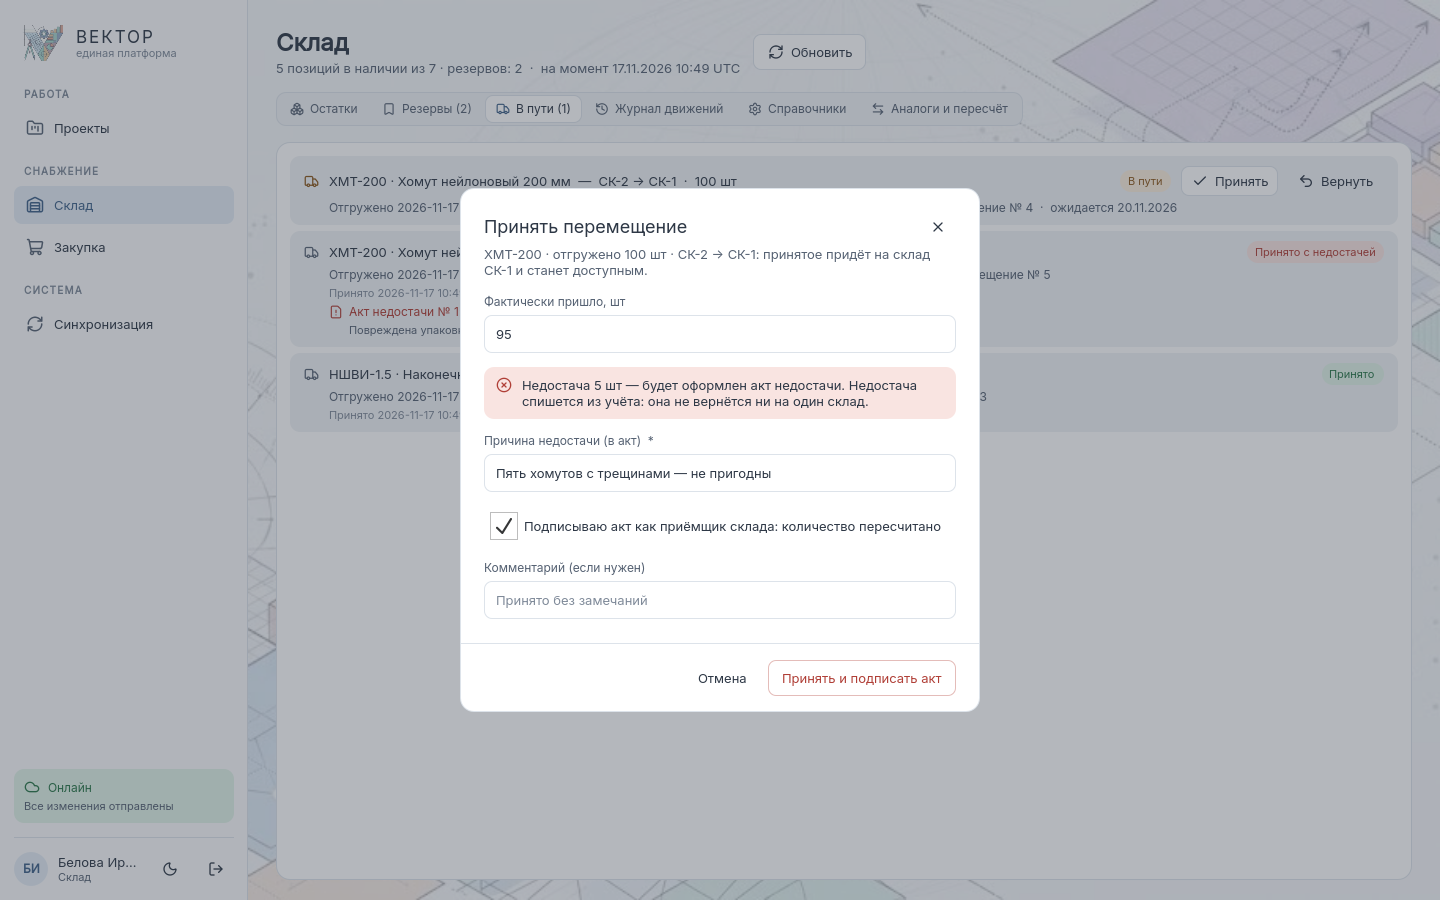 ВЕКТОР
единая платформа
РАБОТА
Проекты
СНАБЖЕНИЕ
Склад
Закупка
СИСТЕМА
Синхронизация
Онлайн
Все изменения отправлены
БИ
Белова Ир...
Склад
Склад
5 позиций в наличии из 7 · резервов: 2 · на момент 17.11.2026 10:49 UTC
Обновить
Остатки
Резервы (2)
В пути (1)
Журнал движений
Справочники
Аналоги и пересчёт
ХМТ-200 · Хомут нейлоновый 200 мм — СК-2 → СК-1 · 100 шт
В пути
Принять
Вернуть
Отгружено 2026-11-17
ение № 4 · ожидается 20.11.2026
ХМТ-200 · Хомут ней
Принято с недостачей
Отгружено 2026-11-17
ещение № 5
Принято 2026-11-17 10:4
Акт недостачи № 1
Повреждена упаков
НШВИ-1.5 · Наконечн
Принято
Отгружено 2026-11-17
3
Принято 2026-11-17 10:4
Принять перемещение
ХМТ-200 · отгружено 100 шт · СК-2 → СК-1: принятое придёт на склад
СК-1 и станет доступным.
Фактически пришло, шт
95
Недостача 5 шт — будет оформлен акт недостачи. Недостача
спишется из учёта: она не вернётся ни на один склад.
Причина недостачи (в акт) *
Пять хомутов с трещинами — не пригодны
Подписываю акт как приёмщик склада: количество пересчитано
Комментарий (если нужен)
Принято без замечаний
Отмена
Принять и подписать акт